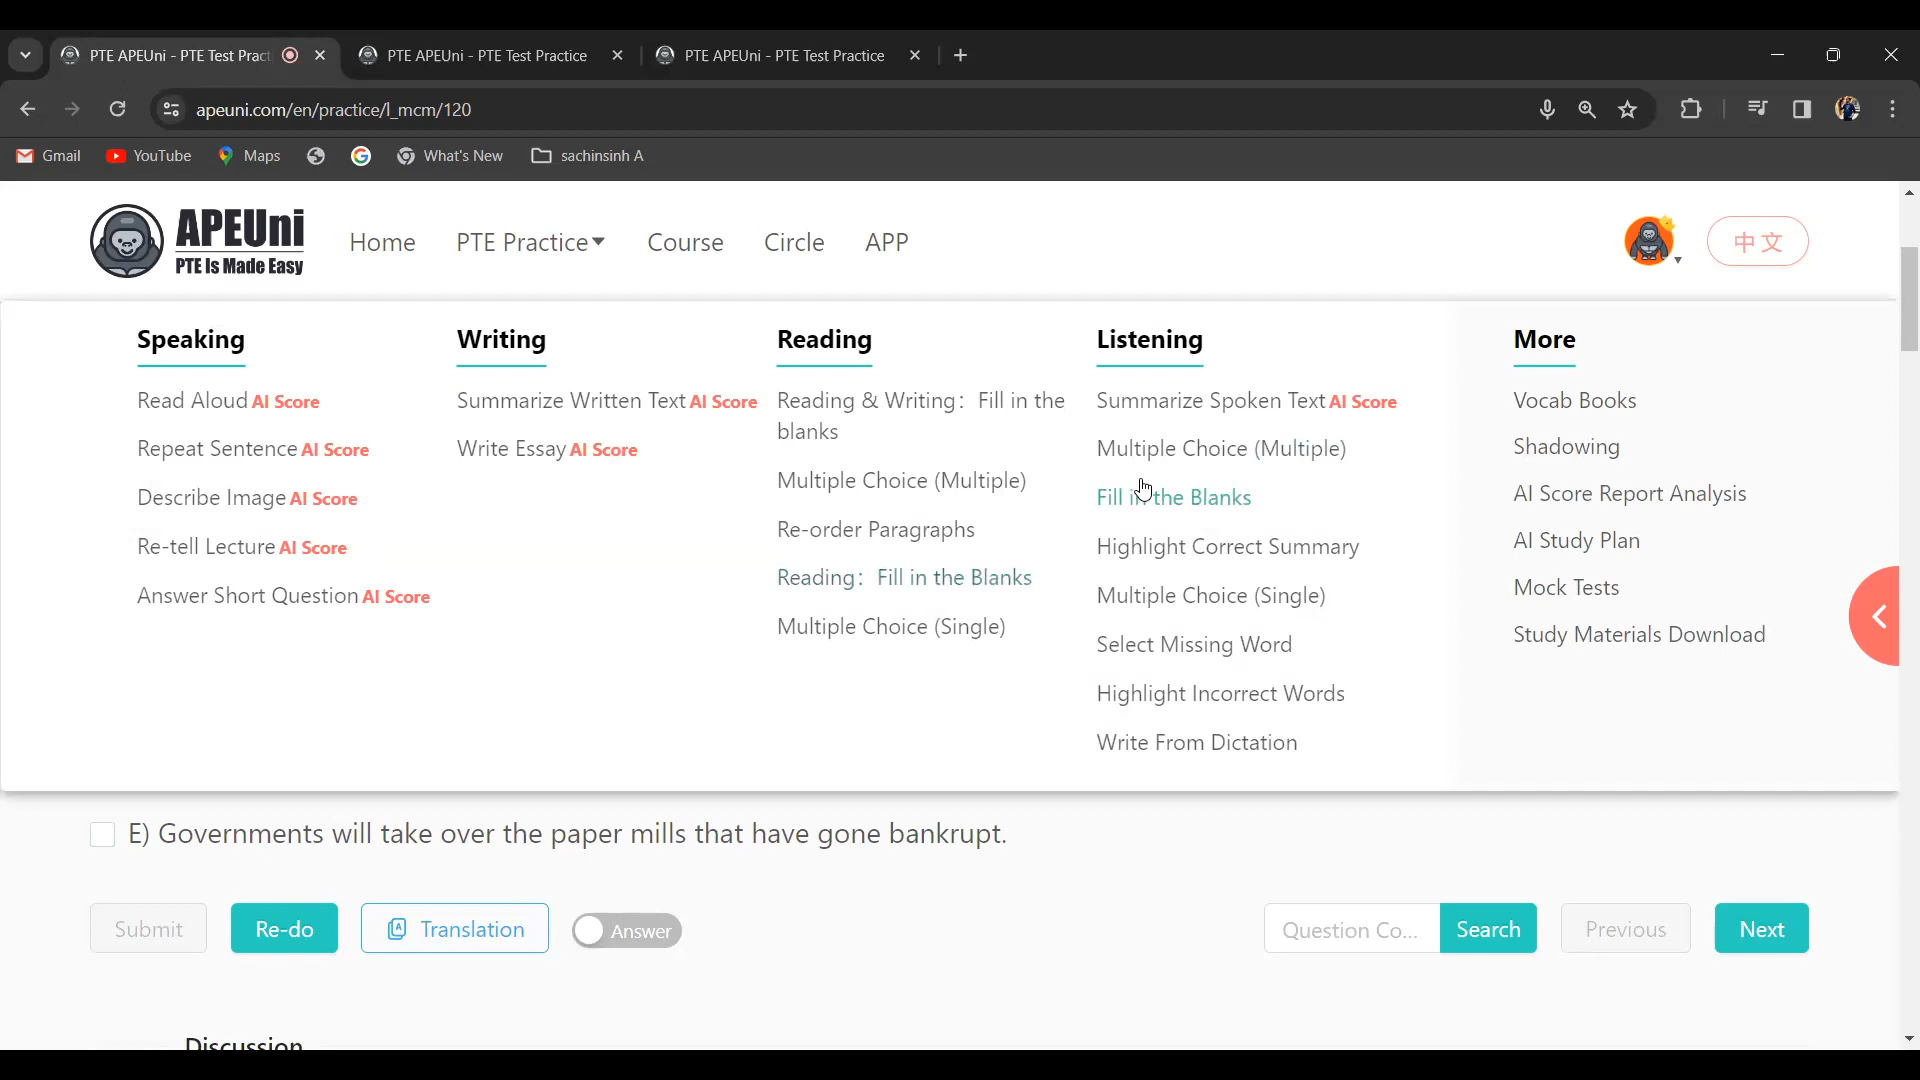 PTE APEUni - PTE Test Pract
PTE APEUni - PTE Test Practice
PTE APEUni - PTE Test Practice
apeuni.com/en/practice/l_mcm/120
Gmail
YouTube
Maps
What's New
sachinsinh A
APEUni
PTE Is Made Easy
Home
PTE Practice
Course
Circle
APP
中文
Speaking
Read Aloud AI Score
Repeat Sentence AI Score
Describe Image AI Score
Re-tell Lecture AI Score
Answer Short Question AI Score
Writing
Summarize Written Text AI Score
Write Essay AI Score
Reading
Reading & Writing: Fill in the
blanks
Multiple Choice (Multiple)
Re-order Paragraphs
Reading: Fill in the Blanks
Multiple Choice (Single)
Listening
Summarize Spoken Text AI Score
Multiple Choice (Multiple)
Fill in the Blanks
Highlight Correct Summary
Multiple Choice (Single)
Select Missing Word
Highlight Incorrect Words
Write From Dictation
More
Vocab Books
Shadowing
AI Score Report Analysis
AI Study Plan
Mock Tests
Study Materials Download
E) Governments will take over the paper mills that have gone bankrupt.
Submit
Re-do
Translation
Answer
Question Co...
Search
Previous
Next
Discussion